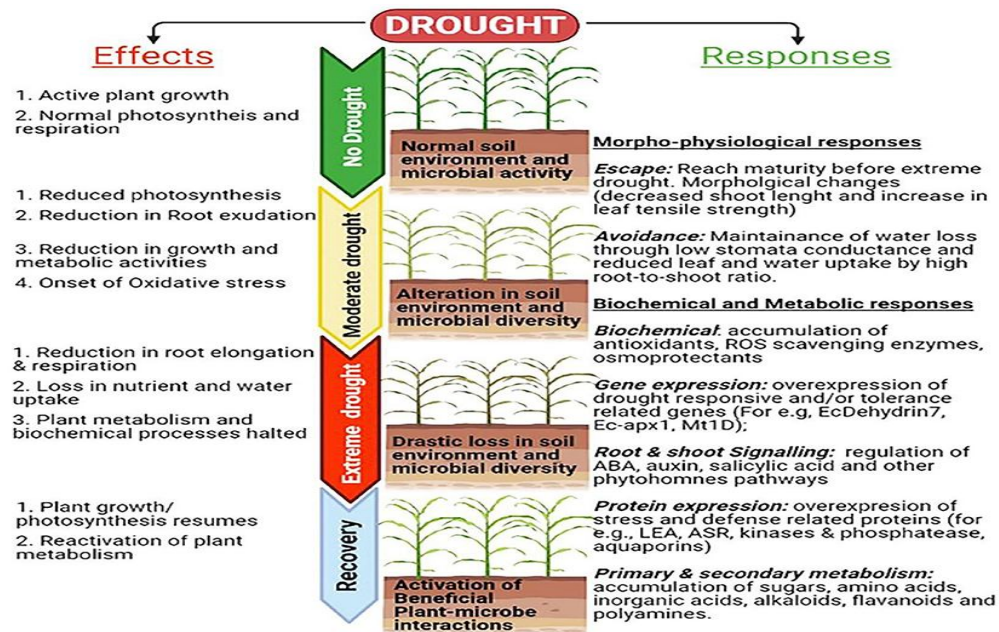 DROUGHT
Effects
1. Active plant growth
2. Normal photosyntheis and
respiration
1. Reduced photosynthesis
2. Reduction in Root exudation
3. Reduction in growth and
metabolic activities
4. Onset of Oxidative stress
1. Reduction in root elongation
& respiration
2. Loss in nutrient and water
uptake
3. Plant metabolism and
biochemical processes halted
1. Plant growth/
photosynthesis resumes
2. Reactivation of plant
metabolism
No Drought
Moderate drought
Extreme drought
Recovery
Normal soil
environment and
microbial activity
Alteration in soil
environment and
microbial diversity
Drastic loss in soil
environment and
microbial diversity
Activation of
Beneficial
Plant-microbe
interactions
Responses
Morpho-physiological responses
Escape: Reach maturity before extreme
drought. Morphological changes
(decreased shoot lenght and increase in
leaf tensile strength)
Avoidance: Maintainance of water loss
through low stomata conductance and
reduced leaf and water uptake by high
root-to-shoot ratio.
Biochemical and Metabolic responses
Biochemical: accumulation of
antioxidants, ROS scavenging enzymes,
osmoprotectants
Gene expression: overexpression of
drought responsive and/or tolerance
related genes (For e.g, EcDehydrin7,
Ec-apx1, Mt1D);
Root & shoot Signalling: regulation of
ABA, auxin, salicylic acid and other
phytohomnes pathways
Protein expression: overexpresion of
stress and defense related proteins (for
e.g., LEA, ASR, kinases & phosphatease,
aquaporins)
Primary & secondary metabolism:
accumulation of sugars, amino acids,
inorganic acids, alkaloids, flavanoids and
polyamines.